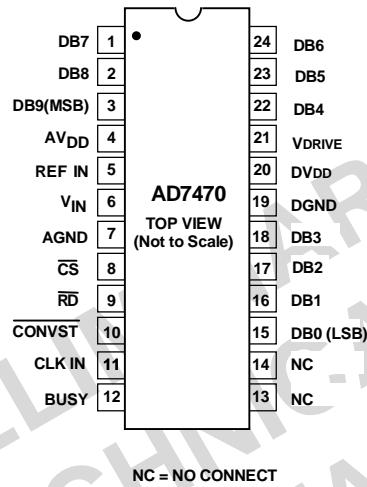 DB7 1 24 DB6
DB8 2 23 DB5
DB9(MSB) 3 22 DB4
AVDD 4 21 VDRIVE
REF IN 5 20 DVDD
VIN 6 19 DGND
AGND 7 18 DB3
CS 8 17 DB2
RD 9 16 DB1
CONVST 10 15 DB0 (LSB)
CLK IN 11 14 NC
BUSY 12 13 NC
AD7470
TOP VIEW
(Not to Scale)
NC = NO CONNECT